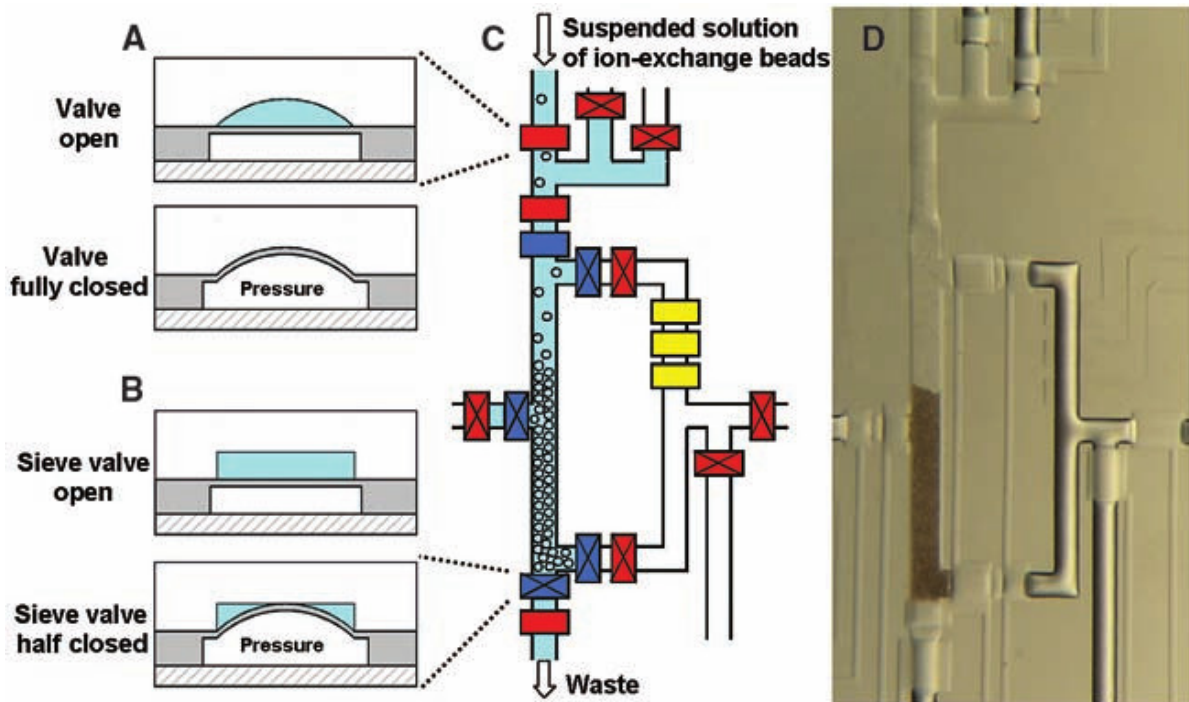 A
Valve
open
Valve
fully closed
Pressure
B
Sieve valve
open
Sieve valve
half closed
Pressure
C
Suspended solution
of ion-exchange beads
Waste
D